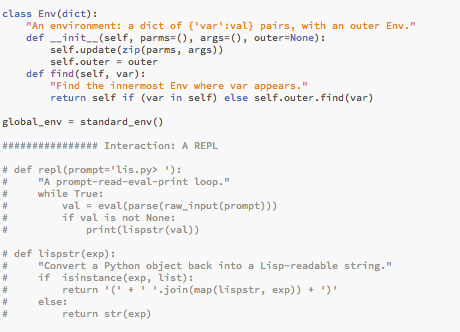 class Env(dict):
    "An environment: a dict of {'var':val} pairs, with an outer Env."
    def __init__(self, parms=(), args=(), outer=None):
        self.update(zip(parms, args))
        self.outer = outer
    def find(self, var):
        "Find the innermost Env where var appears."
        return self if (var in self) else self.outer.find(var)

global_env = standard_env()

################ Interaction: A REPL

# def repl(prompt='lis.py> '):
#     "A prompt-read-eval-print loop."
#     while True:
#         val = eval(parse(raw_input(prompt)))
#         if val is not None:
#             print(lispstr(val))

# def lispstr(exp):
#     "Convert a Python object back into a Lisp-readable string."
#     if  isinstance(exp, list):
#         return '(' + ' '.join(map(lispstr, exp)) + ')'
#     else:
#         return str(exp)